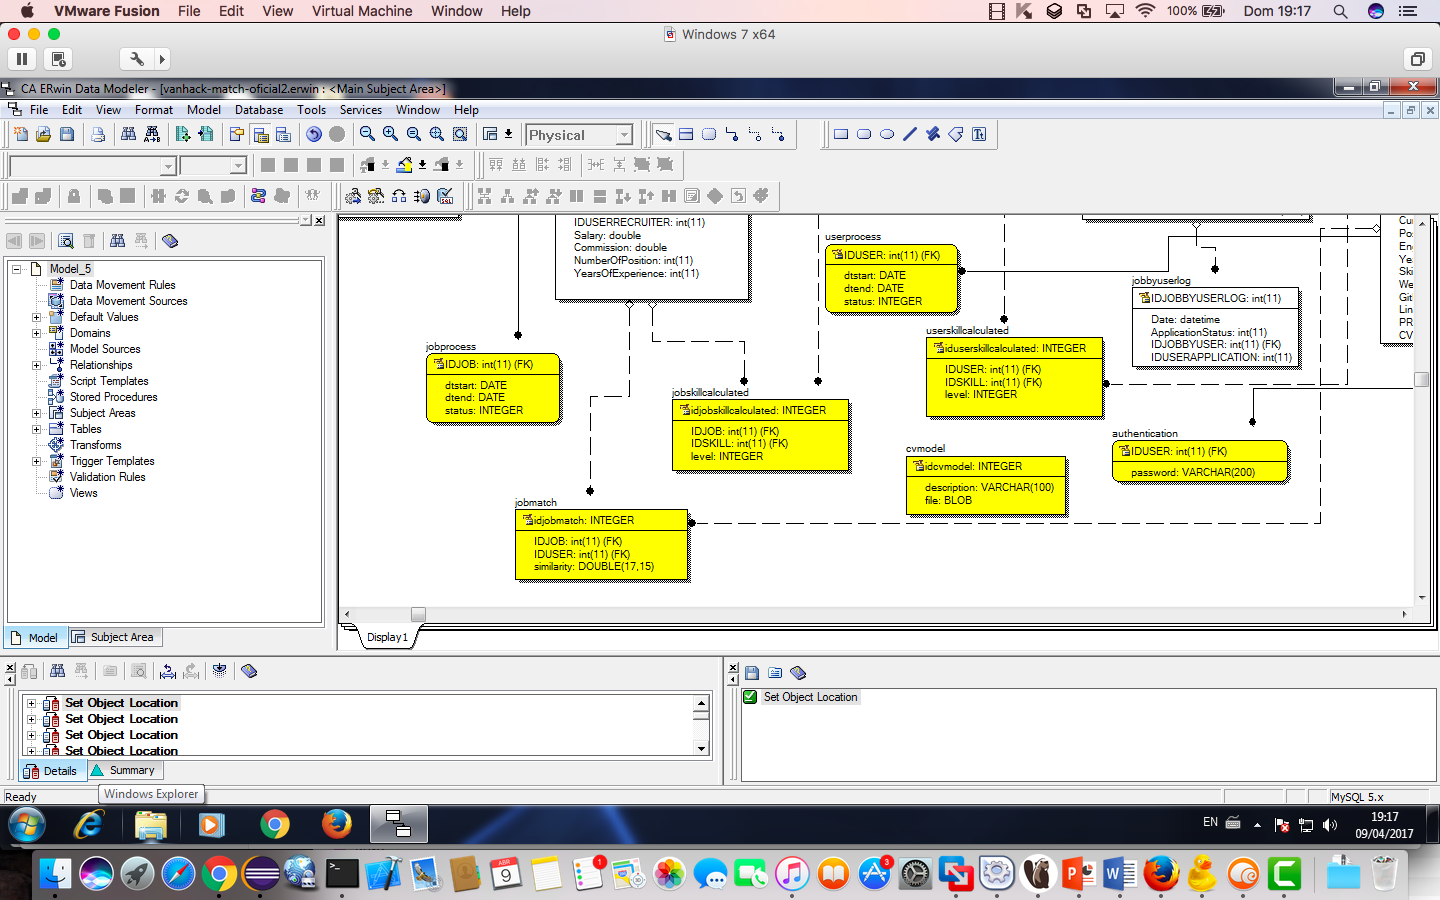 VMware Fusion File Edit View Virtual Machine Window Help 100% Dom 19:17
Windows 7 x64
CA ERwin Data Modeler - [vanhack-match-oficial2.erwin : <Main Subject Area>]
File Edit View Format Model Database Tools Services Window Help
Physical
Model_5
Data Movement Rules
Data Movement Sources
Default Values
Domains
Model Sources
Relationships
Script Templates
Stored Procedures
Subject Areas
Tables
Transforms
Trigger Templates
Validation Rules
Views
Model Subject Area
IDUSERRECRUITER: int(11)
Salary: double
Commission: double
NumberOfPosition: int(11)
YearsOfExperience: int(11)
userprocess
IDUSER: int(11) (FK)
dtstart: DATE
dtend: DATE
status: INTEGER
jobbyuserlog
IDJOBBYUSERLOG: int(11)
Date: datetime
ApplicationStatus: int(11)
IDJOBBYUSER: int(11) (FK)
IDUSERAPPLICATION: int(11)
Cu
Po
En
Ye
Ski
We
Git
Lin
PR
CV
jobprocess
IDJOB: int(11) (FK)
dtstart: DATE
dtend: DATE
status: INTEGER
userskillcalculated
iduserskillcalculated: INTEGER
IDUSER: int(11) (FK)
IDSKILL: int(11) (FK)
level: INTEGER
jobskillcalculated
idjobskillcalculated: INTEGER
IDJOB: int(11) (FK)
IDSKILL: int(11) (FK)
level: INTEGER
authentication
IDUSER: int(11) (FK)
password: VARCHAR(200)
cvmodel
idcvmodel: INTEGER
description: VARCHAR(100)
file: BLOB
jobmatch
idjobmatch: INTEGER
IDJOB: int(11) (FK)
IDUSER: int(11) (FK)
similarity: DOUBLE(17,15)
Display1
Set Object Location
Set Object Location
Set Object Location
Set Object Location
Details Summary
Set Object Location
Windows Explorer
Ready
MySQL 5.x
EN
19:17
09/04/2017
ABR
9
1
3